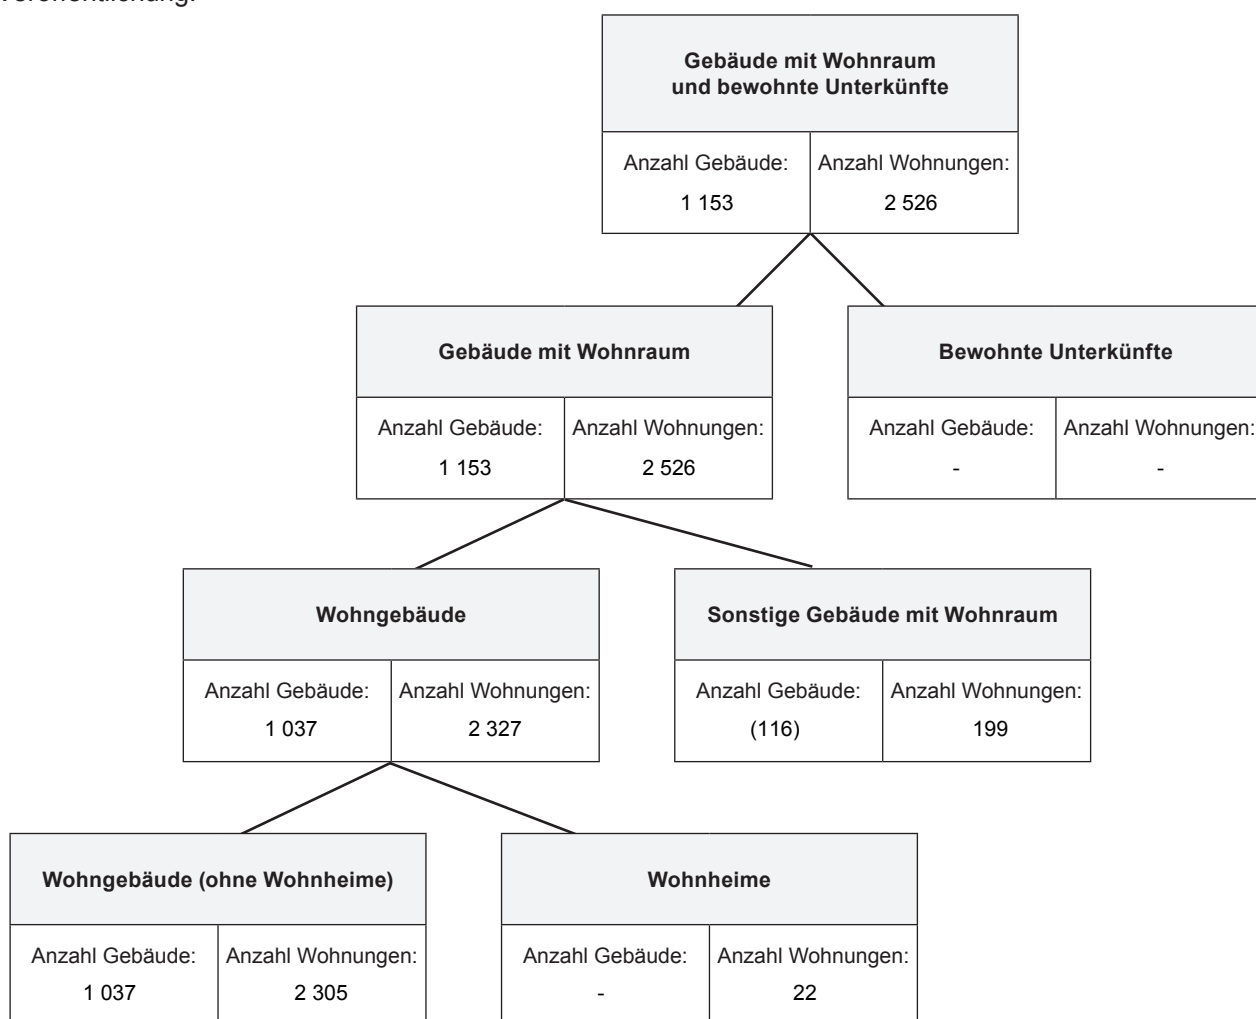 Veröffentlichung.
Gebäude mit Wohnraum
und bewohnte Unterkünfte
Anzahl Gebäude: Anzahl Wohnungen:
1 153 2 526
Gebäude mit Wohnraum Bewohnte Unterkünfte
Anzahl Gebäude: Anzahl Wohnungen: Anzahl Gebäude: Anzahl Wohnungen:
1 153 2 526 - -
Wohngebäude Sonstige Gebäude mit Wohnraum
Anzahl Gebäude: Anzahl Wohnungen: Anzahl Gebäude: Anzahl Wohnungen:
1 037 2 327 (116) 199
Wohngebäude (ohne Wohnheime) Wohnheime
Anzahl Gebäude: Anzahl Wohnungen: Anzahl Gebäude: Anzahl Wohnungen:
1 037 2 305 - 22